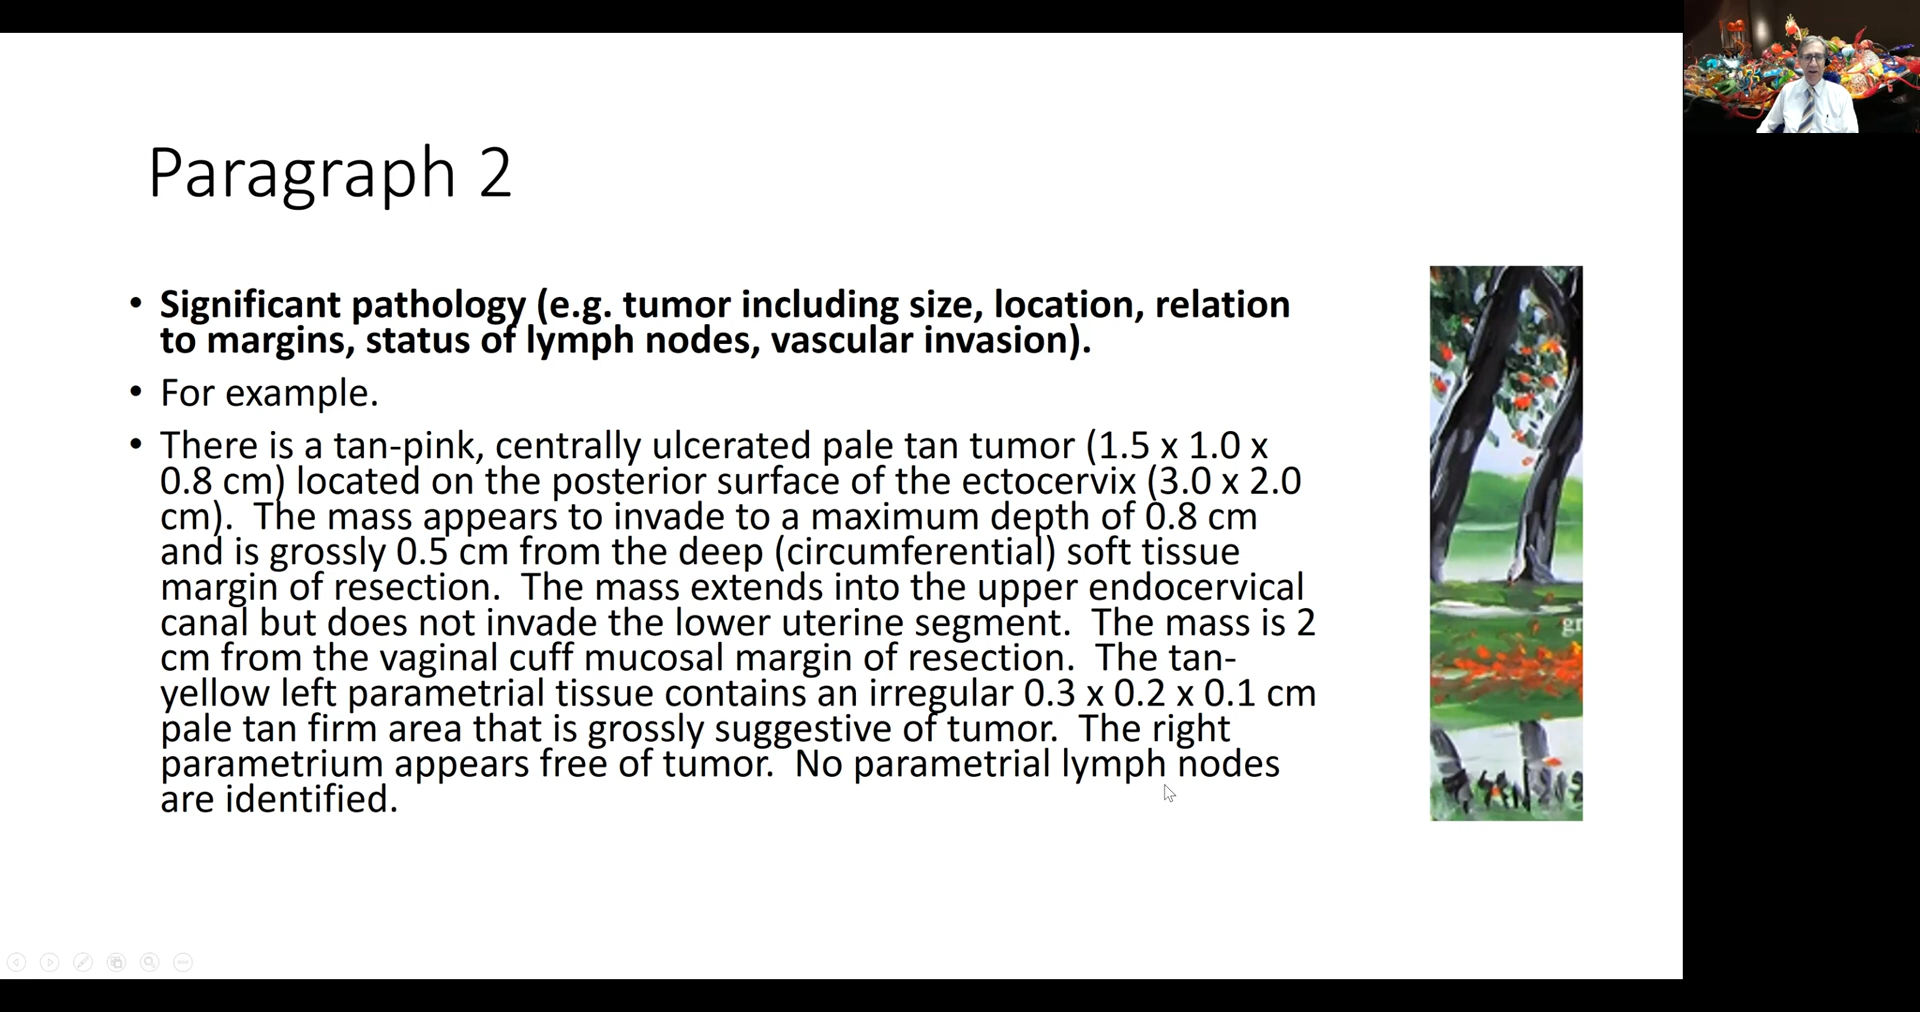 Paragraph 2
• Significant pathology (e.g. tumor including size, location, relation
to margins, status of lymph nodes, vascular invasion).
• For example.
• There is a tan-pink, centrally ulcerated pale tan tumor (1.5 x 1.0 x
0.8 cm) located on the posterior surface of the ectocervix (3.0 x 2.0
cm).  The mass appears to invade to a maximum depth of 0.8 cm
and is grossly 0.5 cm from the deep (circumferential) soft tissue
margin of resection.  The mass extends into the upper endocervical
canal but does not invade the lower uterine segment.  The mass is 2
cm from the vaginal cuff mucosal margin of resection.  The tan-
yellow left parametrial tissue contains an irregular 0.3 x 0.2 x 0.1 cm
pale tan firm area that is grossly suggestive of tumor.  The right
parametrium appears free of tumor.  No parametrial lymph nodes
are identified.
gr